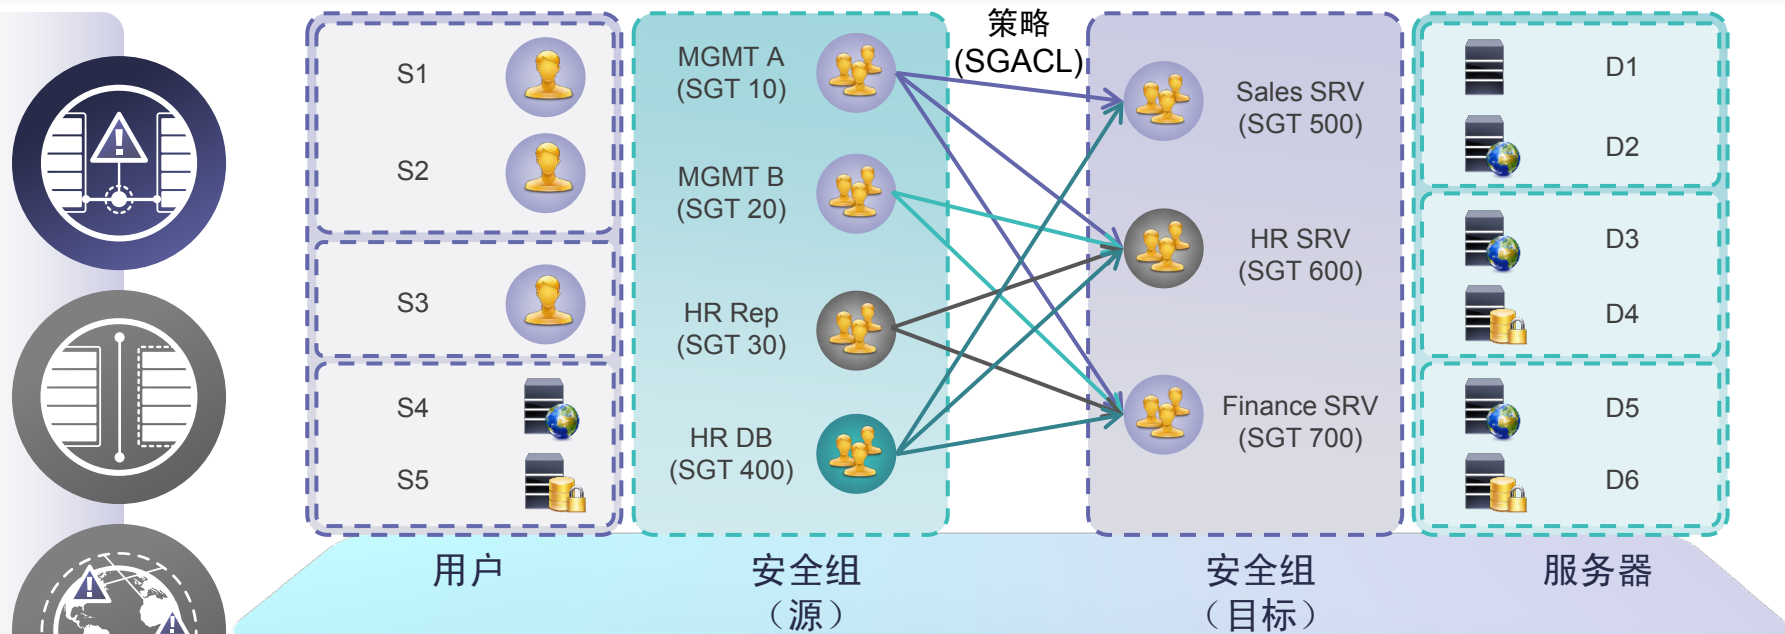 策略
(SGACL)
S1
S2
S3
S4
S5
MGMT A
(SGT 10)
MGMT B
(SGT 20)
HR Rep
(SGT 30)
HR DB
(SGT 400)
Sales SRV
(SGT 500)
HR SRV
(SGT 600)
Finance SRV
(SGT 700)
D1
D2
D3
D4
D5
D6
用户
安全组
（源）
安全组
（目标）
服务器